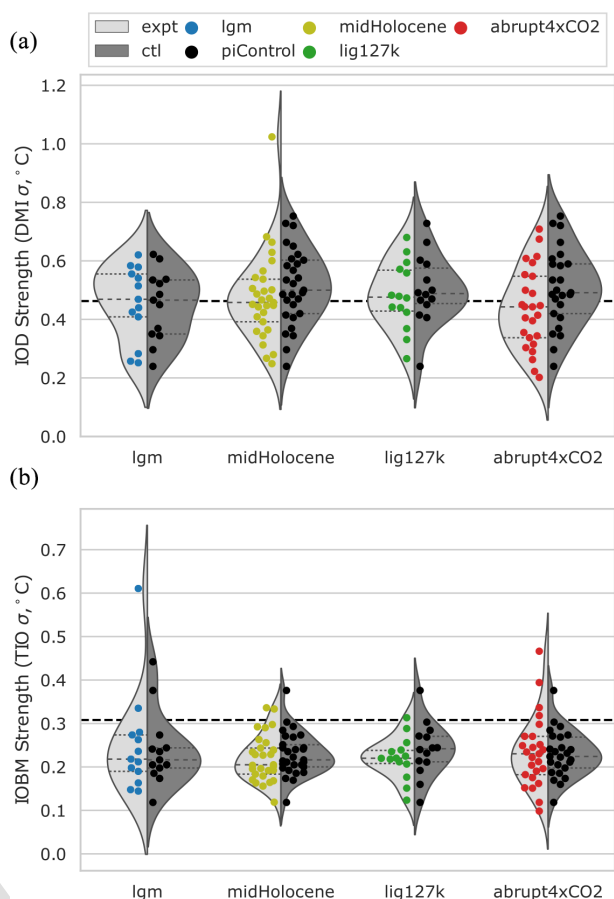 (a)
expt lgm midHolocene abrupt4xCO2
ctl piControl lig127k
IOD Strength (DMI σ,°C)
1.2
1.0
0.8
0.6
0.4
0.2
0.0
lgm midHolocene lig127k abrupt4xCO2
(b)
IOBM Strength (TIO σ,°C)
0.7
0.6
0.5
0.4
0.3
0.2
0.1
0.0
lgm midHolocene lig127k abrupt4xCO2